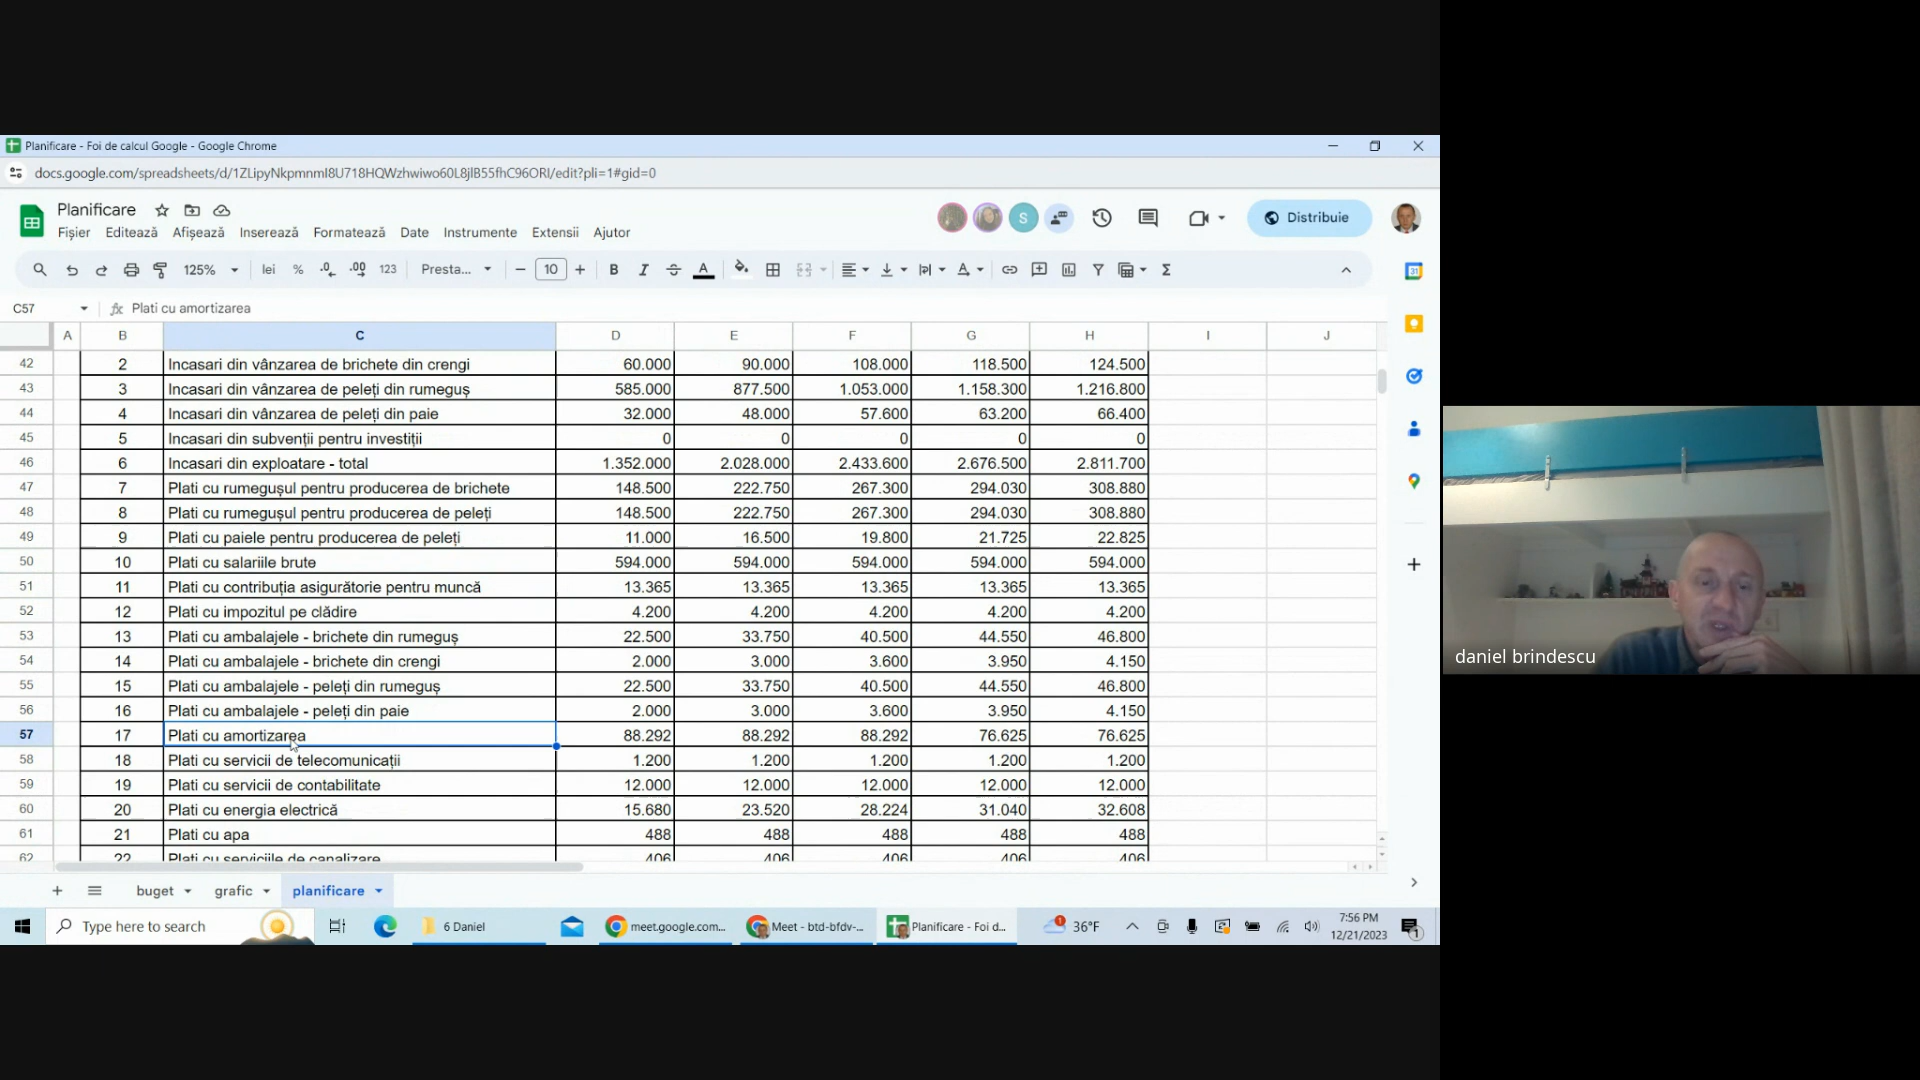 Planificare - Foi de calcul Google - Google Chrome
docs.google.com/spreadsheets/d/1ZLipyNkpmnmI8U718HQWzhwiwo60L8jlB55fhC96ORI/edit?pli=1#gid=0
Planificare
S
Distribuie
Fișier Editează Afișează Inserează Formatează Date Instrumente Extensii Ajutor
125% lei % .0 .00 123 Presta... − 10 + B I A
C57 fx Plati cu amortizarea
A B C D E F G H I J
42 2 Incasari din vânzarea de brichete din crengi 60.000 90.000 108.000 118.500 124.500
43 3 Incasari din vânzarea de peleți din rumeguș 585.000 877.500 1.053.000 1.158.300 1.216.800
44 4 Incasari din vânzarea de peleți din paie 32.000 48.000 57.600 63.200 66.400
45 5 Incasari din subvenții pentru investiții 0 0 0 0 0
46 6 Incasari din exploatare - total 1.352.000 2.028.000 2.433.600 2.676.500 2.811.700
47 7 Plati cu rumegușul pentru producerea de brichete 148.500 222.750 267.300 294.030 308.880
48 8 Plati cu rumegușul pentru producerea de peleți 148.500 222.750 267.300 294.030 308.880
49 9 Plati cu paiele pentru producerea de peleți 11.000 16.500 19.800 21.725 22.825
50 10 Plati cu salariile brute 594.000 594.000 594.000 594.000 594.000
51 11 Plati cu contribuția asigurătorie pentru muncă 13.365 13.365 13.365 13.365 13.365
52 12 Plati cu impozitul pe clădire 4.200 4.200 4.200 4.200 4.200
53 13 Plati cu ambalajele - brichete din rumeguș 22.500 33.750 40.500 44.550 46.800
54 14 Plati cu ambalajele - brichete din crengi 2.000 3.000 3.600 3.950 4.150
55 15 Plati cu ambalajele - peleți din rumeguș 22.500 33.750 40.500 44.550 46.800
56 16 Plati cu ambalajele - peleți din paie 2.000 3.000 3.600 3.950 4.150
57 17 Plati cu amortizarea 88.292 88.292 88.292 76.625 76.625
58 18 Plati cu servicii de telecomunicații 1.200 1.200 1.200 1.200 1.200
59 19 Plati cu servicii de contabilitate 12.000 12.000 12.000 12.000 12.000
60 20 Plati cu energia electrică 15.680 23.520 28.224 31.040 32.608
61 21 Plati cu apa 488 488 488 488 488
62 22 Plati cu serviciile de canalizare 406 406 406 406 406
buget grafic planificare
Type here to search
6 Daniel
meet.google.com...
Meet - btd-bfdv-...
Planificare - Foi d...
36°F
7:56 PM
12/21/2023
daniel brindescu